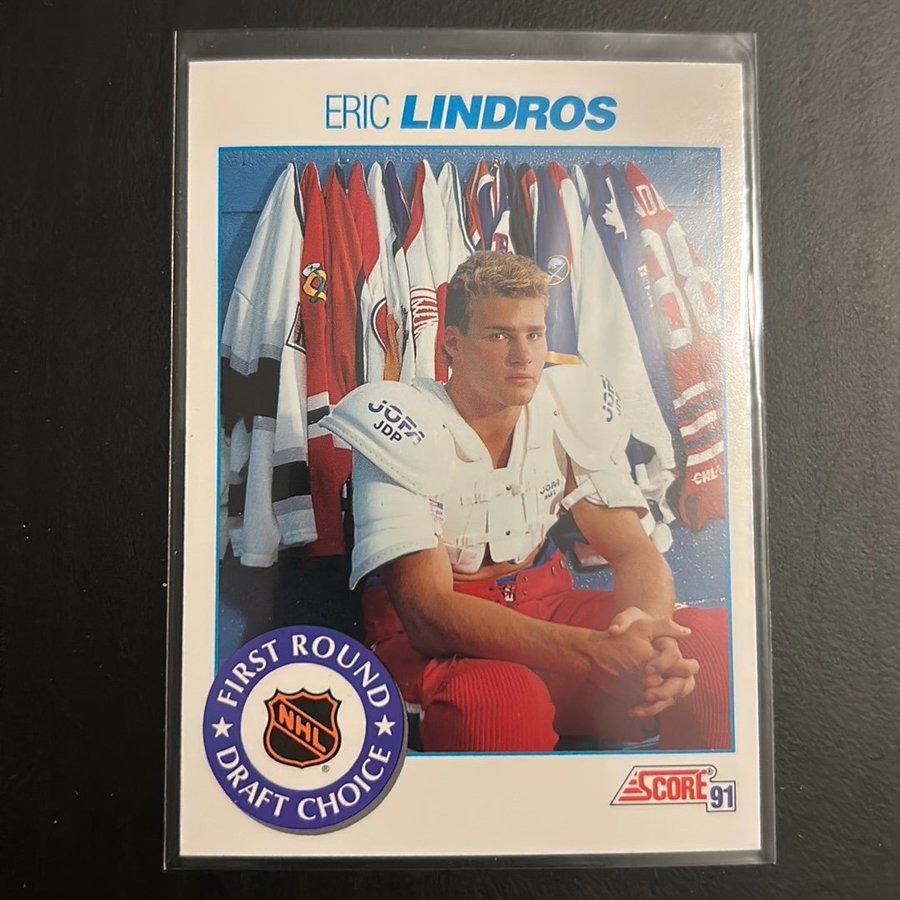 ERIC LINDROS
JOFA
JDP
JOFA
FIRST ROUND
NHL
®
DRAFT CHOICE
SCORE®
91